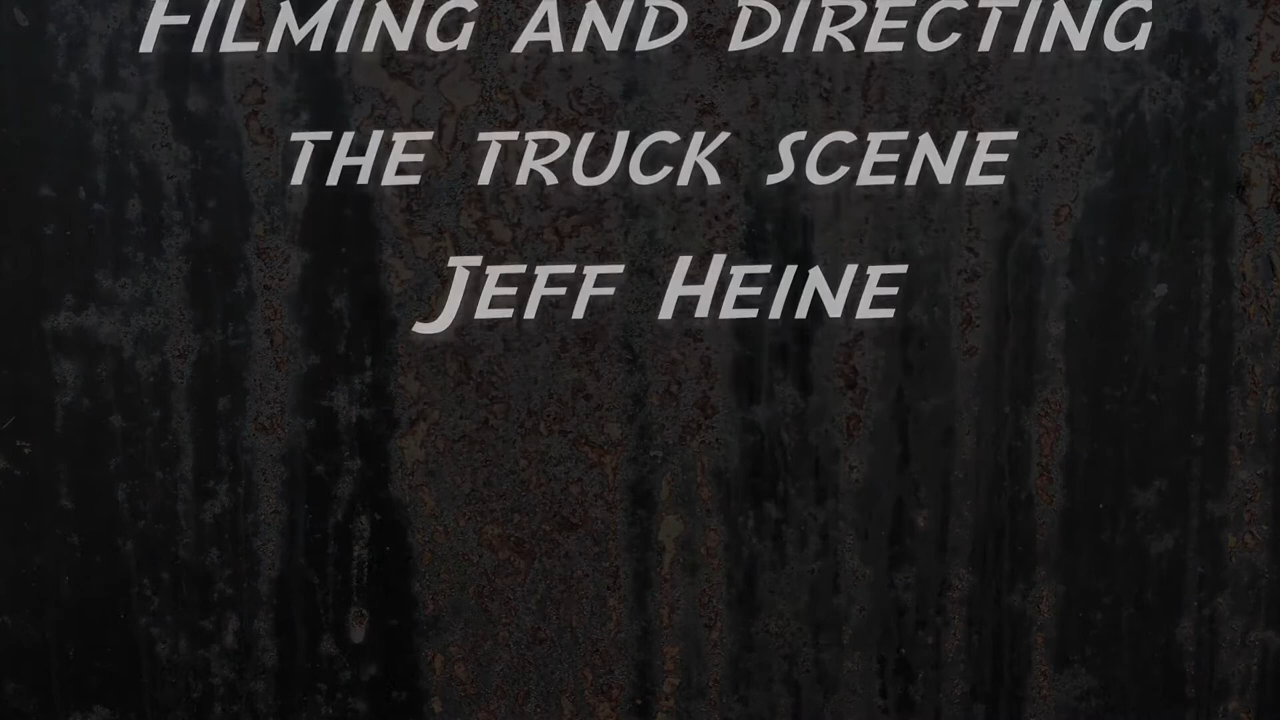 Filming and directing
the truck scene
Jeff Heine